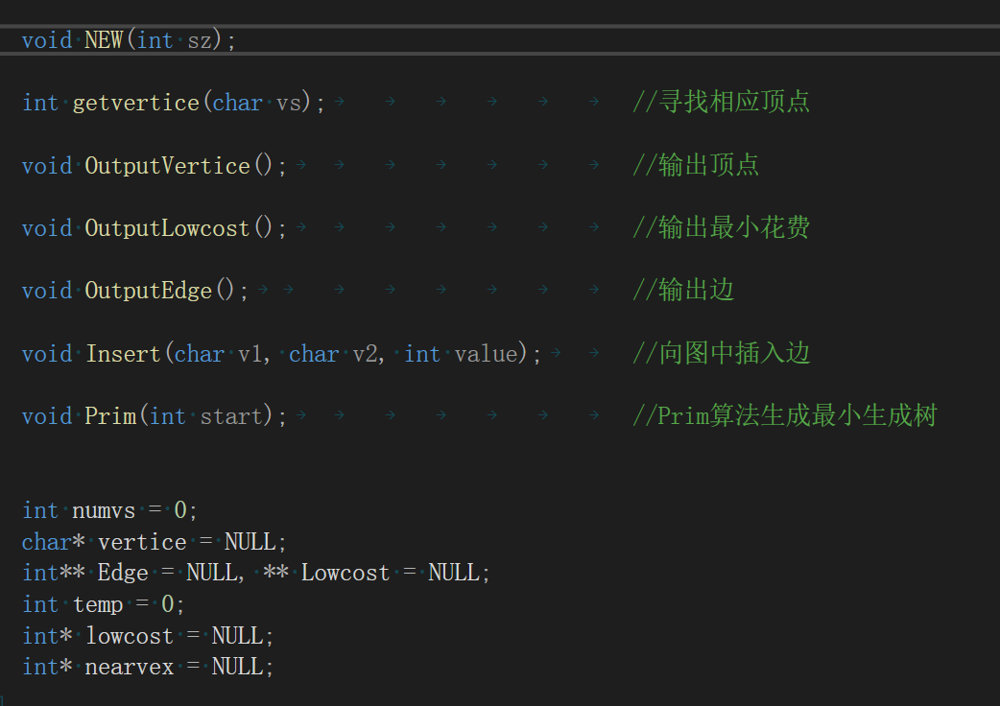 void NEW(int sz);
int getvertice(char vs); //寻找相应顶点
void OutputVertice(); //输出顶点
void OutputLowcost(); //输出最小花费
void OutputEdge(); //输出边
void Insert(char v1, char v2, int value); //向图中插入边
void Prim(int start); //Prim算法生成最小生成树
int numvs = 0;
char* vertice = NULL;
int** Edge = NULL, ** Lowcost = NULL;
int temp = 0;
int* lowcost = NULL;
int* nearvex = NULL;